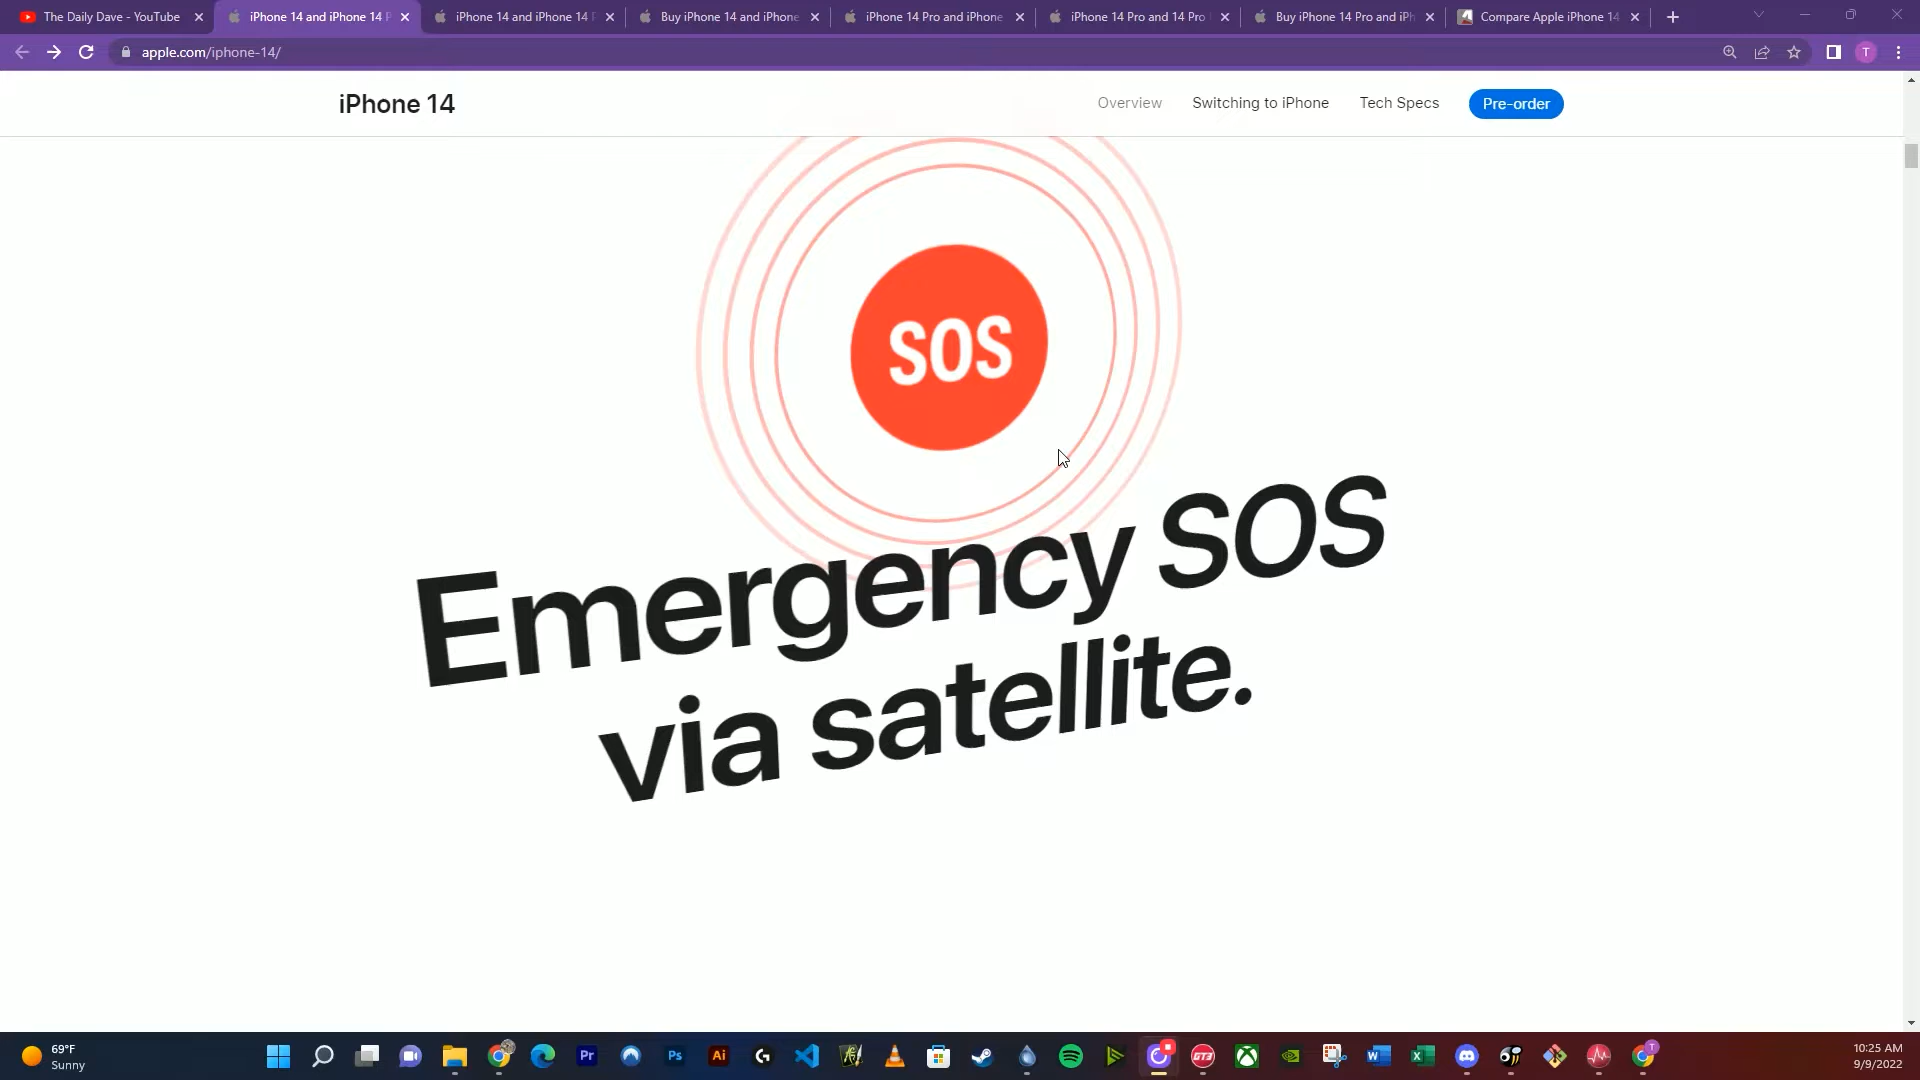 The Daily Dave - YouTube
iPhone 14 and iPhone 14 P
iPhone 14 and iPhone 14 P
Buy iPhone 14 and iPhone
iPhone 14 Pro and iPhone
iPhone 14 Pro and 14 Pro
Buy iPhone 14 Pro and iPh
Compare Apple iPhone 14
apple.com/iphone-14/
T
iPhone 14
Overview
Switching to iPhone
Tech Specs
Pre-order
SOS
Emergency SOS
via satellite.
69°F
Sunny
Pr
Ps
Ai
GT3
T
10:25 AM
9/9/2022